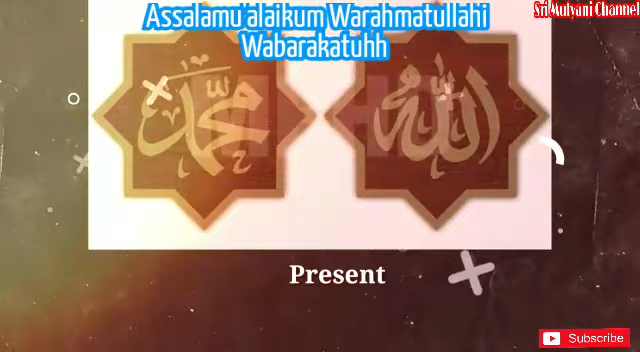 Assalamu'alaikum Warahmatullahi
Wabarakatuhh
Sri Mulyani Channel
محمد
الله
Present
Subscribe